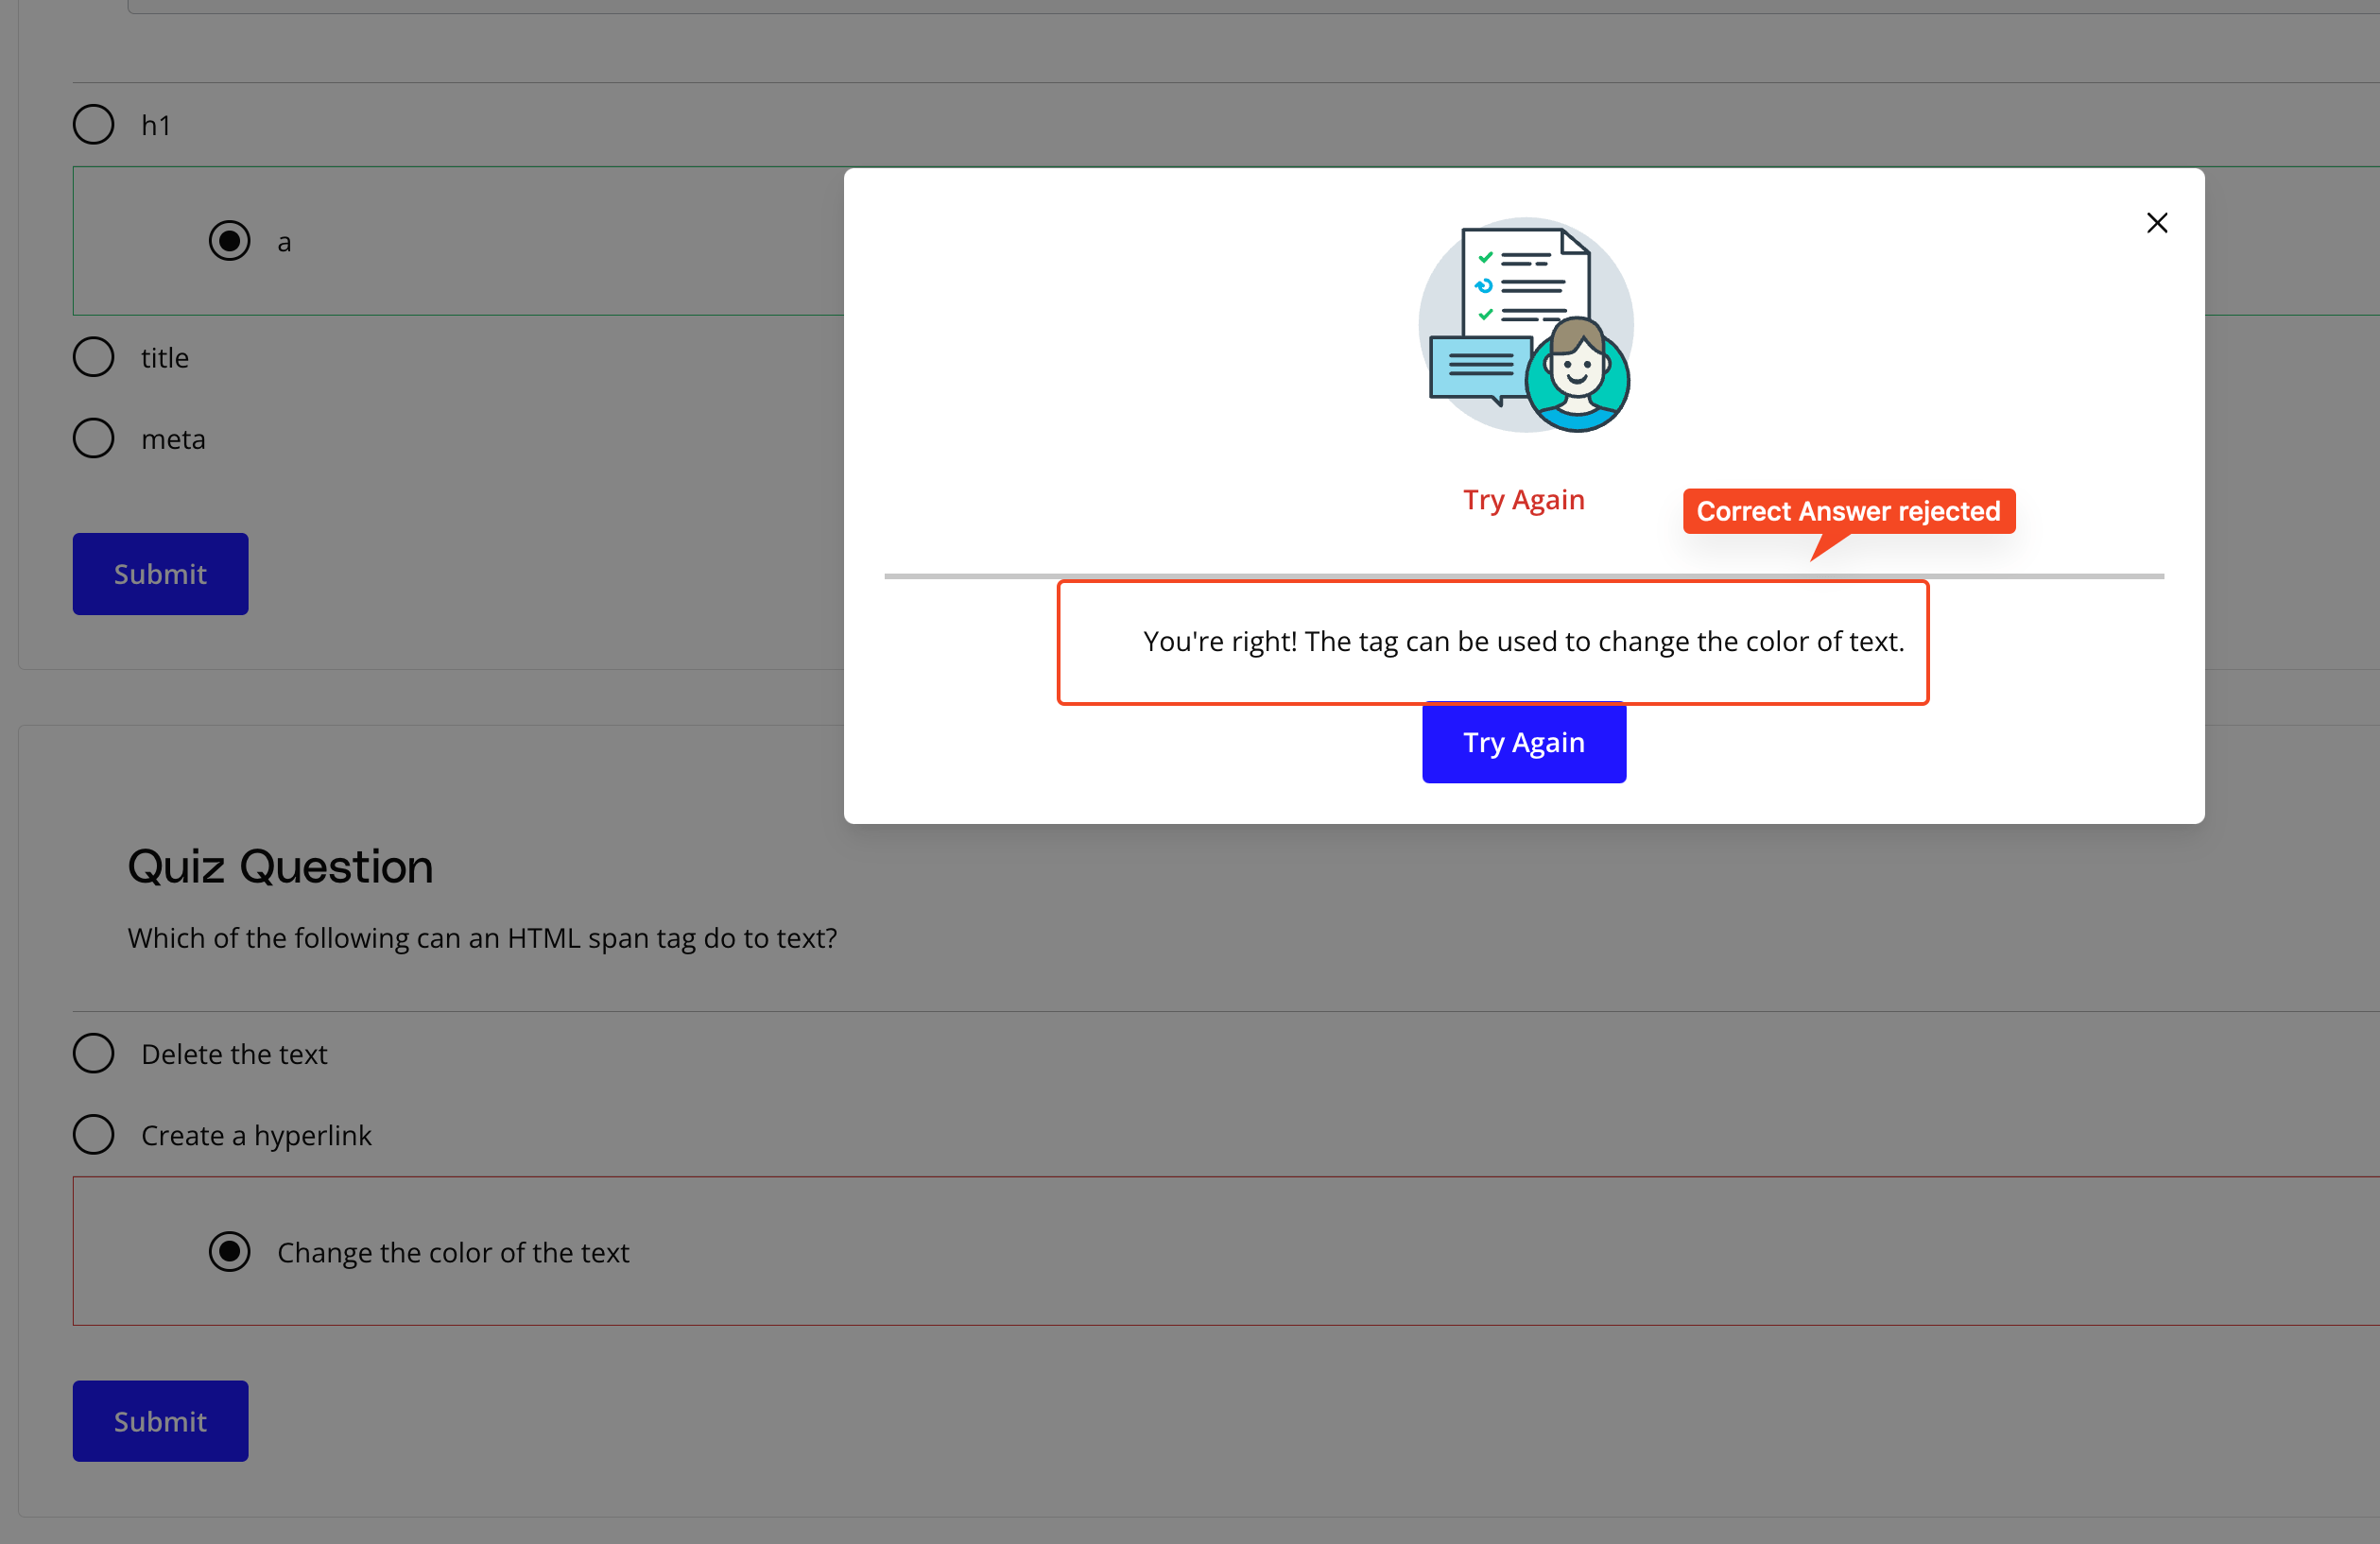 h1
a
title
meta
Submit
Try Again
Correct Answer rejected
You're right! The tag can be used to change the color of text.
Try Again
Quiz Question
Which of the following can an HTML span tag do to text?
Delete the text
Create a hyperlink
Change the color of the text
Submit